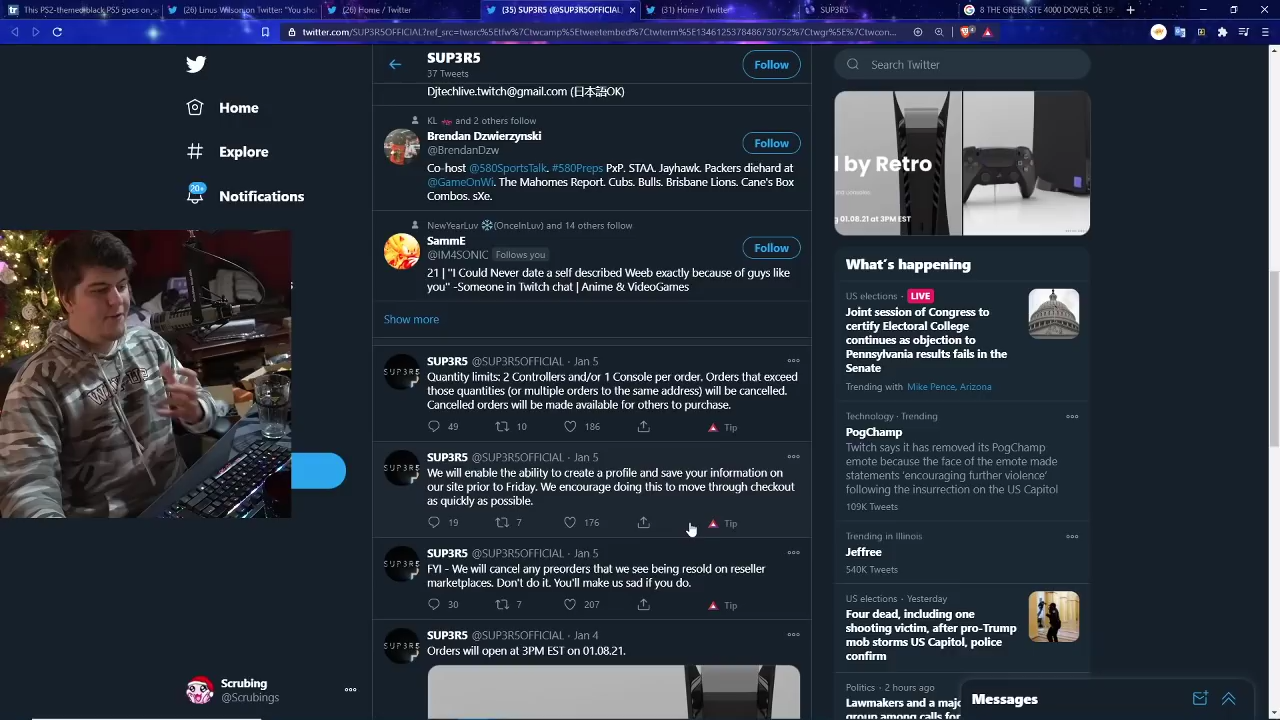 This PS2-themed black PS5 goes on s
(26) Linus Wilson on Twitter: "You sho
(26) Home / Twitter
(35) SUP3R5 (@SUP3R5OFFICIAL)
(31) Home / Twitter
SUP3R5
8 THE GREEN STE 4000 DOVER, DE 199
twitter.com/SUP3R5OFFICIAL?ref_src=twsrc%5Etfw%7Ctwcamp%5Etweetembed%7Ctwterm%5E1346125378486730752%7Ctwgr%5E%7Ctwcon...
Home
Explore
20+
Notifications
Scrubing
@Scrubings
SUP3R5
37 Tweets
Follow
Djtechlive.twitch@gmail.com (日本語OK)
KL and 2 others follow
Brendan Dzwierzynski
@BrendanDzw
Follow
Co-host @580SportsTalk. #580Preps PxP. STAA. Jayhawk. Packers diehard at
@GameOnWi. The Mahomes Report. Cubs. Bulls. Brisbane Lions. Cane's Box
Combos. sXe.
NewYearLuv ❄(OnceInLuv) and 14 others follow
SammE
@IM4SONIC Follows you
Follow
21 | "I Could Never date a self described Weeb exactly because of guys like
you" -Someone in Twitch chat | Anime & VideoGames
Show more
SUP3R5 @SUP3R5OFFICIAL · Jan 5
Quantity limits: 2 Controllers and/or 1 Console per order. Orders that exceed
those quantities (or multiple orders to the same address) will be cancelled.
Cancelled orders will be made available for others to purchase.
49 10 186 Tip
SUP3R5 @SUP3R5OFFICIAL · Jan 5
We will enable the ability to create a profile and save your information on
our site prior to Friday. We encourage doing this to move through checkout
as quickly as possible.
19 7 176 Tip
SUP3R5 @SUP3R5OFFICIAL · Jan 5
FYI - We will cancel any preorders that we see being resold on reseller
marketplaces. Don't do it. You'll make us sad if you do.
30 7 207 Tip
SUP3R5 @SUP3R5OFFICIAL · Jan 4
Orders will open at 3PM EST on 01.08.21.
Search Twitter
d by Retro
g 01.08.21 at 3PM EST
What's happening
US elections · LIVE
Joint session of Congress to
certify Electoral College
continues as objection to
Pennsylvania results fails in the
Senate
Trending with Mike Pence, Arizona
Technology · Trending
PogChamp
Twitch says it has removed its PogChamp
emote because the face of the emote made
statements 'encouraging further violence'
following the insurrection on the US Capitol
109K Tweets
Trending in Illinois
Jeffree
540K Tweets
US elections · Yesterday
Four dead, including one
shooting victim, after pro-Trump
mob storms US Capitol, police
confirm
Politics · 2 hours ago
Lawmakers and a majo
group among calls for
Messages